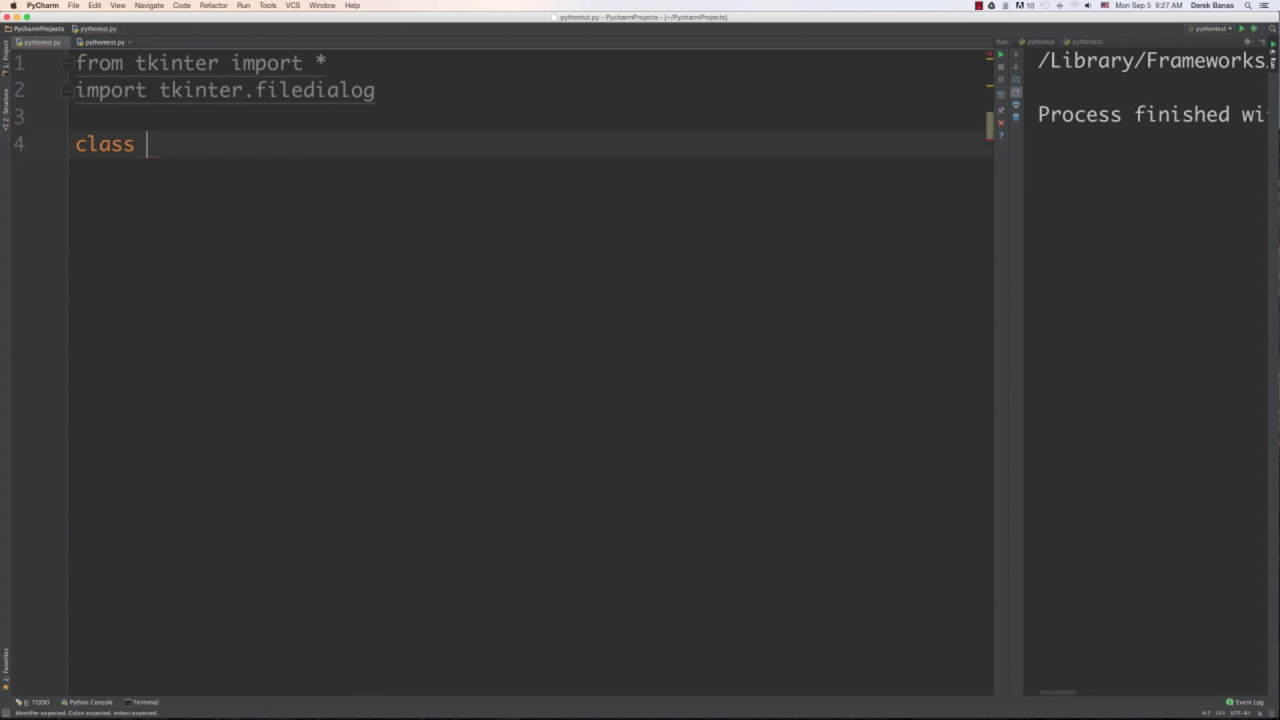 PyCharm File Edit View Navigate Code Refactor Run Tools VCS Window Help
10 Mon Sep 5 9:27 AM Derek Banas
pythontut.py - PycharmProjects - [~/PycharmProjects]
PycharmProjects pythontut.py pythontest
pythontut.py pythontest.py Run: pythontut pythontest
1 from tkinter import *
2 import tkinter.filedialog
3
4 class
/Library/Frameworks
Process finished wi
1: Project
7: Structure
2: Favorites
4: Run
6: TODO Python Console Terminal Event Log
Identifier expected. Colon expected. Indent expected. 4:7 LF÷ UTF-8÷